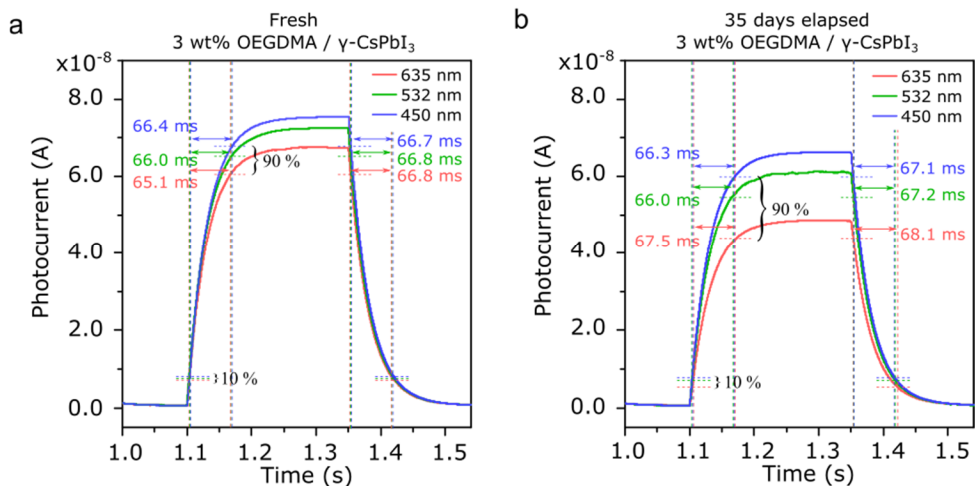 a
Fresh
3 wt% OEGDMA / γ-CsPbI₃
x10⁻⁸
8.0
6.0
4.0
2.0
0.0
Photocurrent (A)
635 nm
532 nm
450 nm
66.4 ms
66.0 ms
65.1 ms
90 %
66.7 ms
66.8 ms
66.8 ms
10 %
1.0
1.1
1.2
1.3
1.4
1.5
Time (s)
b
35 days elapsed
3 wt% OEGDMA / γ-CsPbI₃
x10⁻⁸
8.0
6.0
4.0
2.0
0.0
Photocurrent (A)
635 nm
532 nm
450 nm
66.3 ms
66.0 ms
67.5 ms
90 %
67.1 ms
67.2 ms
68.1 ms
10 %
1.0
1.1
1.2
1.3
1.4
1.5
Time (s)